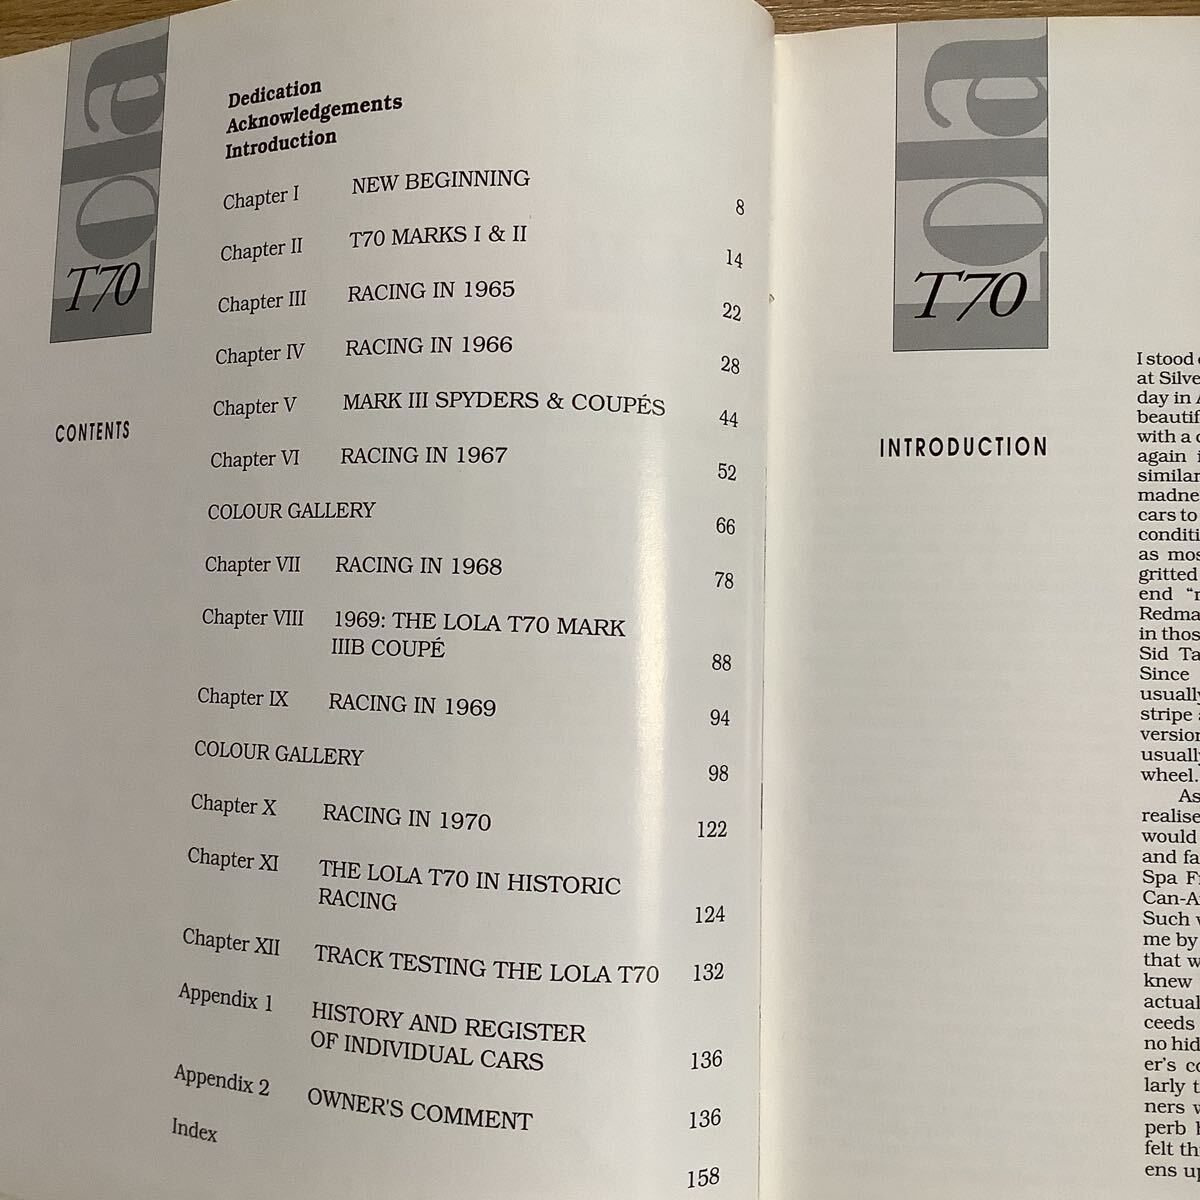 Lola
T70
CONTENTS
Dedication
Acknowledgements
Introduction
Chapter I NEW BEGINNING 8
Chapter II T70 MARKS I & II 14
Chapter III RACING IN 1965 22
Chapter IV RACING IN 1966 28
Chapter V MARK III SPYDERS & COUPÉS 44
Chapter VI RACING IN 1967 52
COLOUR GALLERY 66
Chapter VII RACING IN 1968 78
Chapter VIII 1969: THE LOLA T70 MARK
IIIB COUPÉ 88
Chapter IX RACING IN 1969 94
COLOUR GALLERY 98
Chapter X RACING IN 1970 122
Chapter XI THE LOLA T70 IN HISTORIC
RACING 124
Chapter XII TRACK TESTING THE LOLA T70 132
Appendix 1 HISTORY AND REGISTER
OF INDIVIDUAL CARS 136
Appendix 2 OWNER'S COMMENT 136
Index 158
Lola
T70
INTRODUCTION
I stood
at Silve
day in
beautif
with a
again
similar
madne
cars to
conditi
as mos
gritted
end
Redma
in thos
Sid Ta
Since
usually
stripe
version
usually
wheel.
As
realise
would
and fa
Spa F
Can-A
Such
me by
that w
knew
actual
ceeds
no hid
er's co
larly t
ners
perb
felt th
ens up